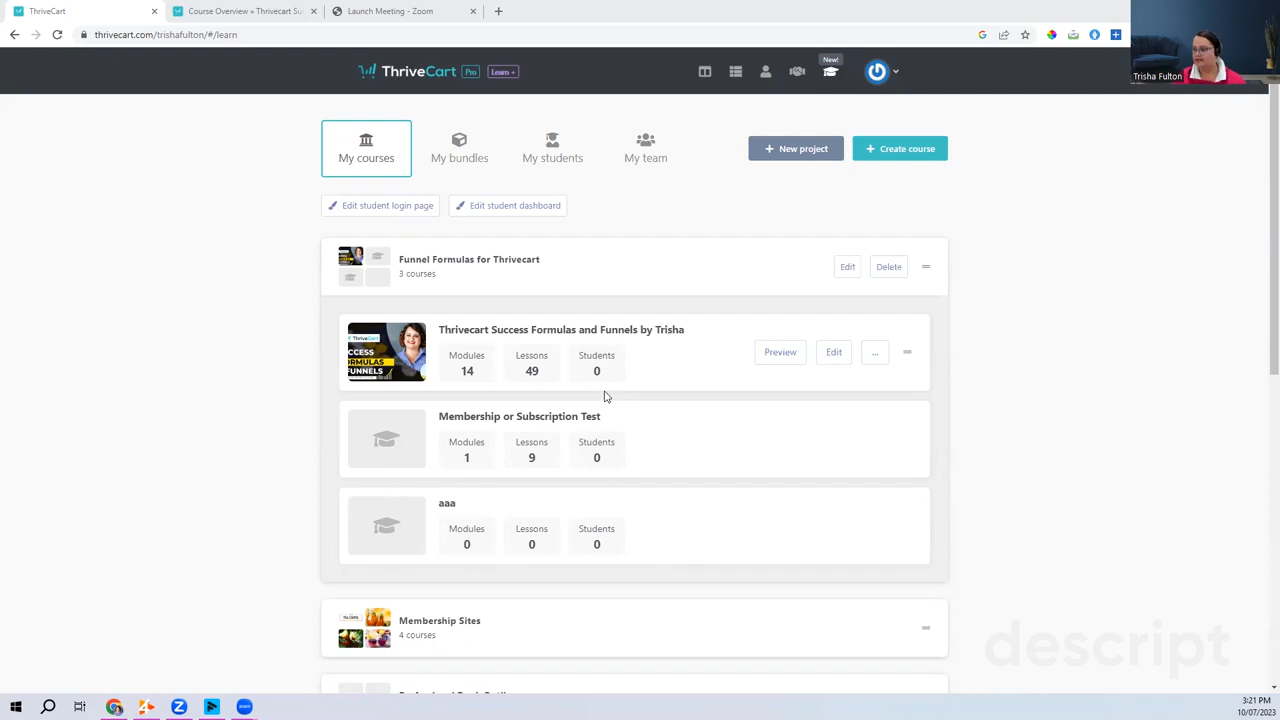 ThriveCart
Course Overview » Thrivecart Su
Launch Meeting - Zoom
thrivecart.com/trishafulton/#/learn
Trisha Fulton
ThriveCart Pro Learn +
New!
My courses
My bundles
My students
My team
+ New project
+ Create course
Edit student login page
Edit student dashboard
Funnel Formulas for Thrivecart
3 courses
Edit
Delete
Thrivecart Success Formulas and Funnels by Trisha
Modules Lessons Students
14 49 0
Preview
Edit
...
Membership or Subscription Test
Modules Lessons Students
1 9 0
aaa
Modules Lessons Students
0 0 0
Membership Sites
4 courses
descript
3:21 PM
10/07/2023